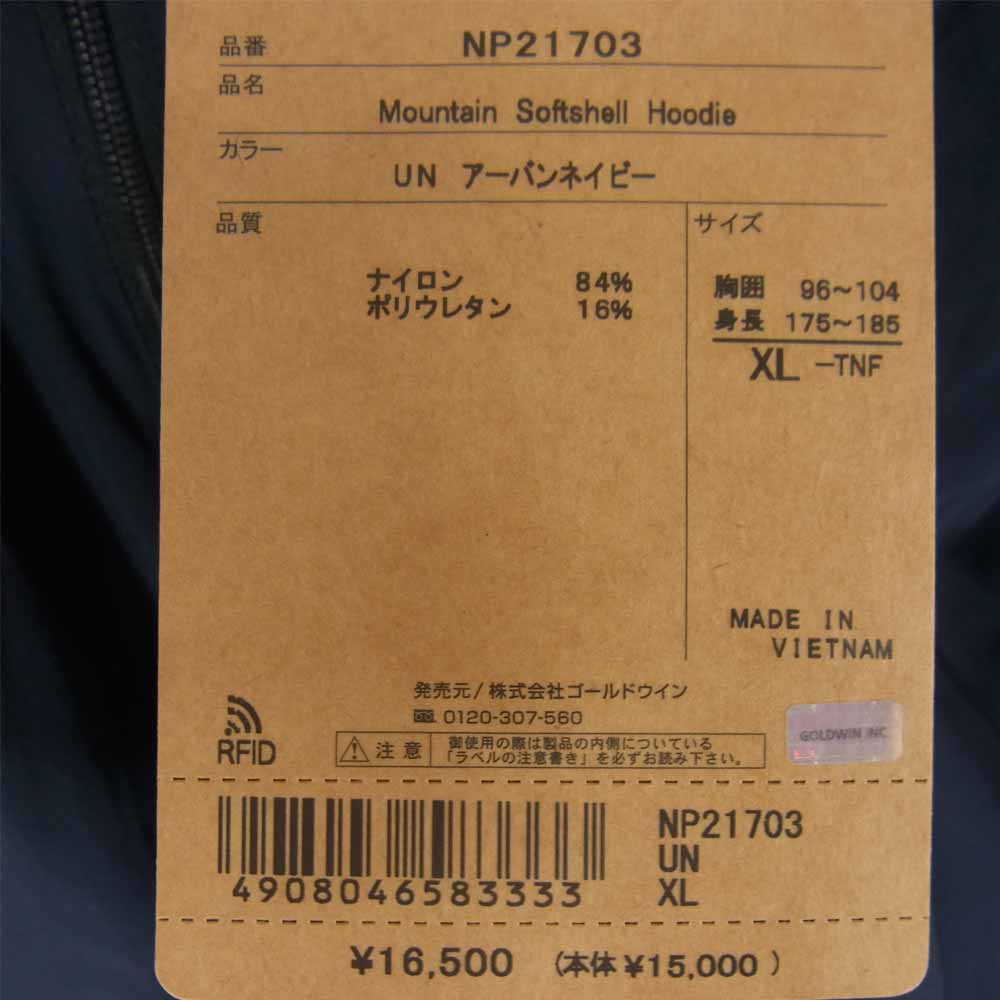 品番 NP21703
品名
Mountain Softshell Hoodie
カラー
UN アーバンネイビー
品質
サイズ
ナイロン 84%
ポリウレタン 16%
胸囲 96～104
身長 175～185
XL -TNF
MADE IN
VIETNAM
発売元/株式会社ゴールドウイン
0120-307-560
RFID
注意
御使用の際は製品の内側についている
「ラベルの注意書き」を必ずお読み下さい。
GOLDWIN INC
4908046583333
NP21703
UN
XL
¥16,500 (本体¥15,000)